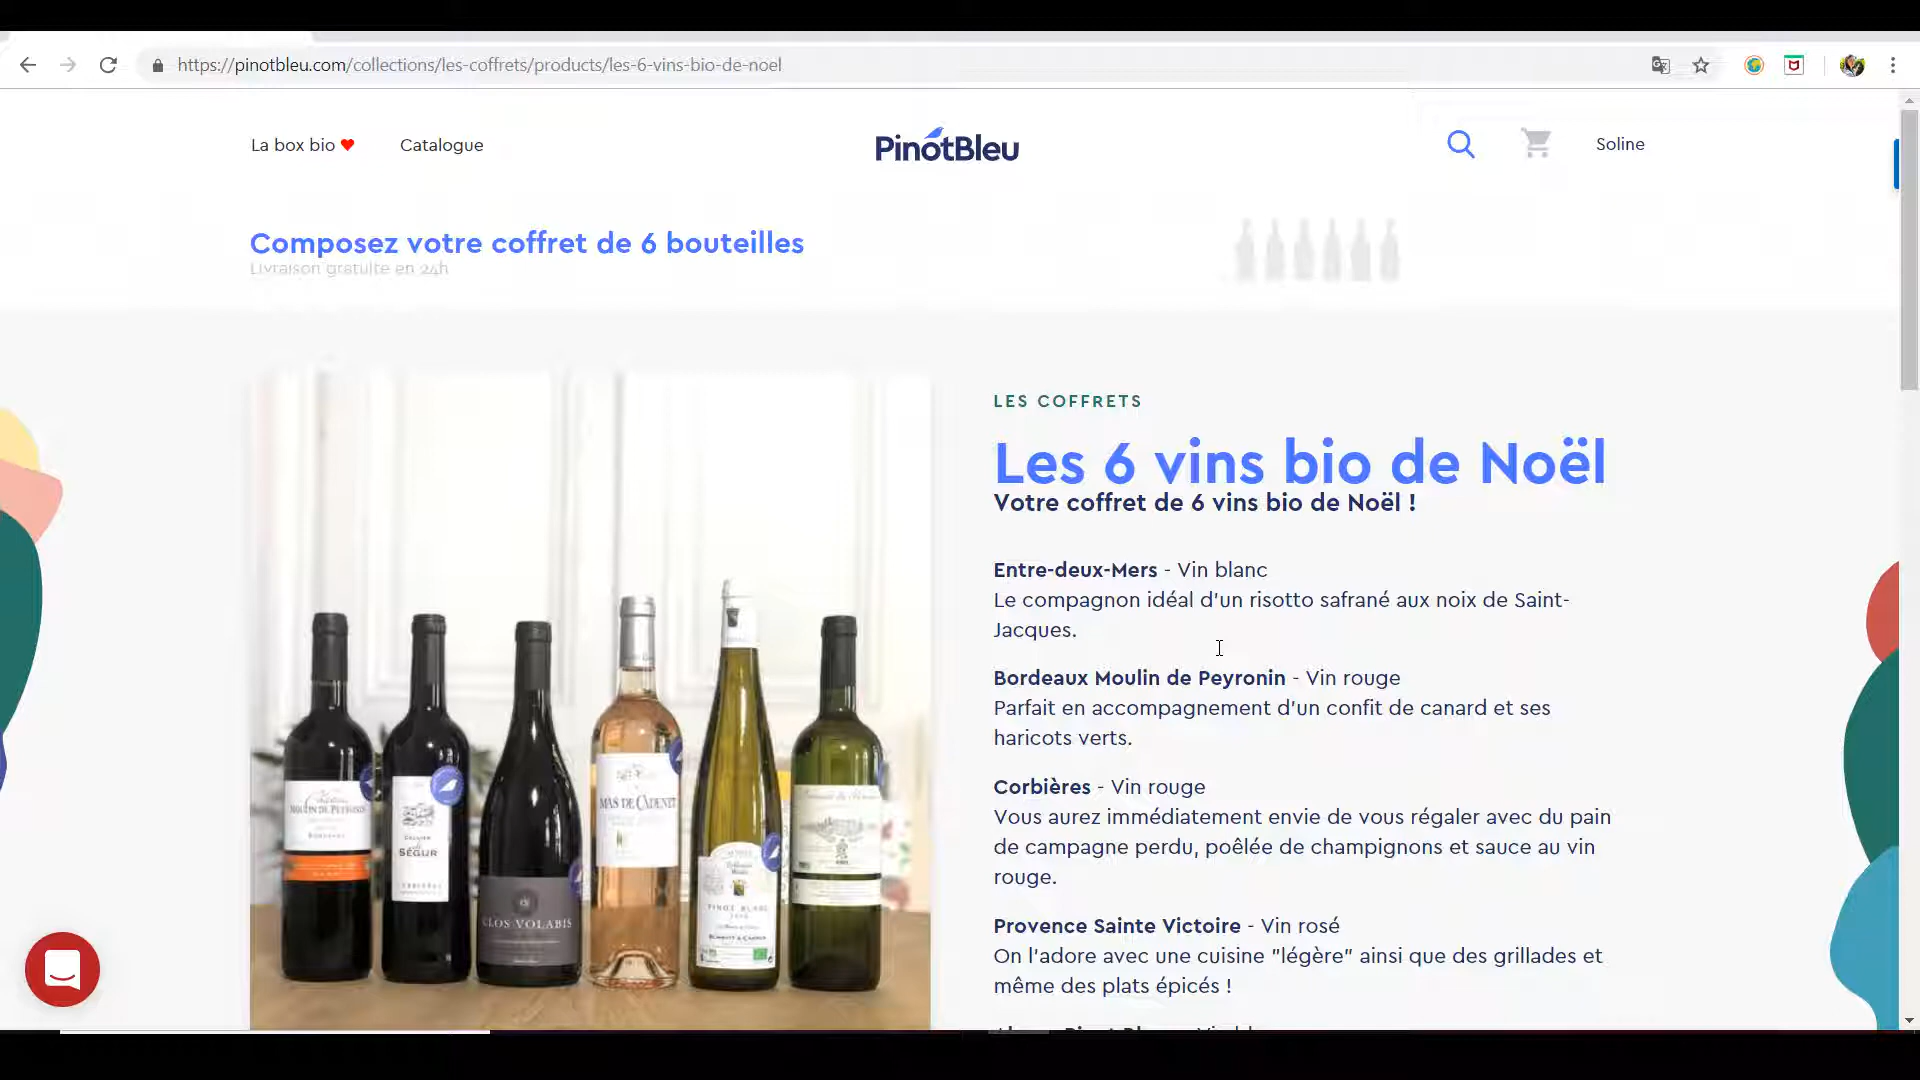 https://pinotbleu.com/collections/les-coffrets/products/les-6-vins-bio-de-noel
La box bio
Catalogue
PinotBleu
Soline
Composez votre coffret de 6 bouteilles
Livraison gratuite en 24h
LES COFFRETS
Les 6 vins bio de Noël
Votre coffret de 6 vins bio de Noël !
Entre-deux-Mers - Vin blanc
Le compagnon idéal d'un risotto safrané aux noix de Saint-
Jacques.
Bordeaux Moulin de Peyronin - Vin rouge
Parfait en accompagnement d'un confit de canard et ses
haricots verts.
Corbières - Vin rouge
Vous aurez immédiatement envie de vous régaler avec du pain
de campagne perdu, poêlée de champignons et sauce au vin
rouge.
Provence Sainte Victoire - Vin rosé
On l'adore avec une cuisine "légère" ainsi que des grillades et
même des plats épicés !
MOULIN DE PEYRONIN
BORDEAUX
SÉGUR
CLOS VOLABIS
MAS DE CADENET
PINOT BLANC